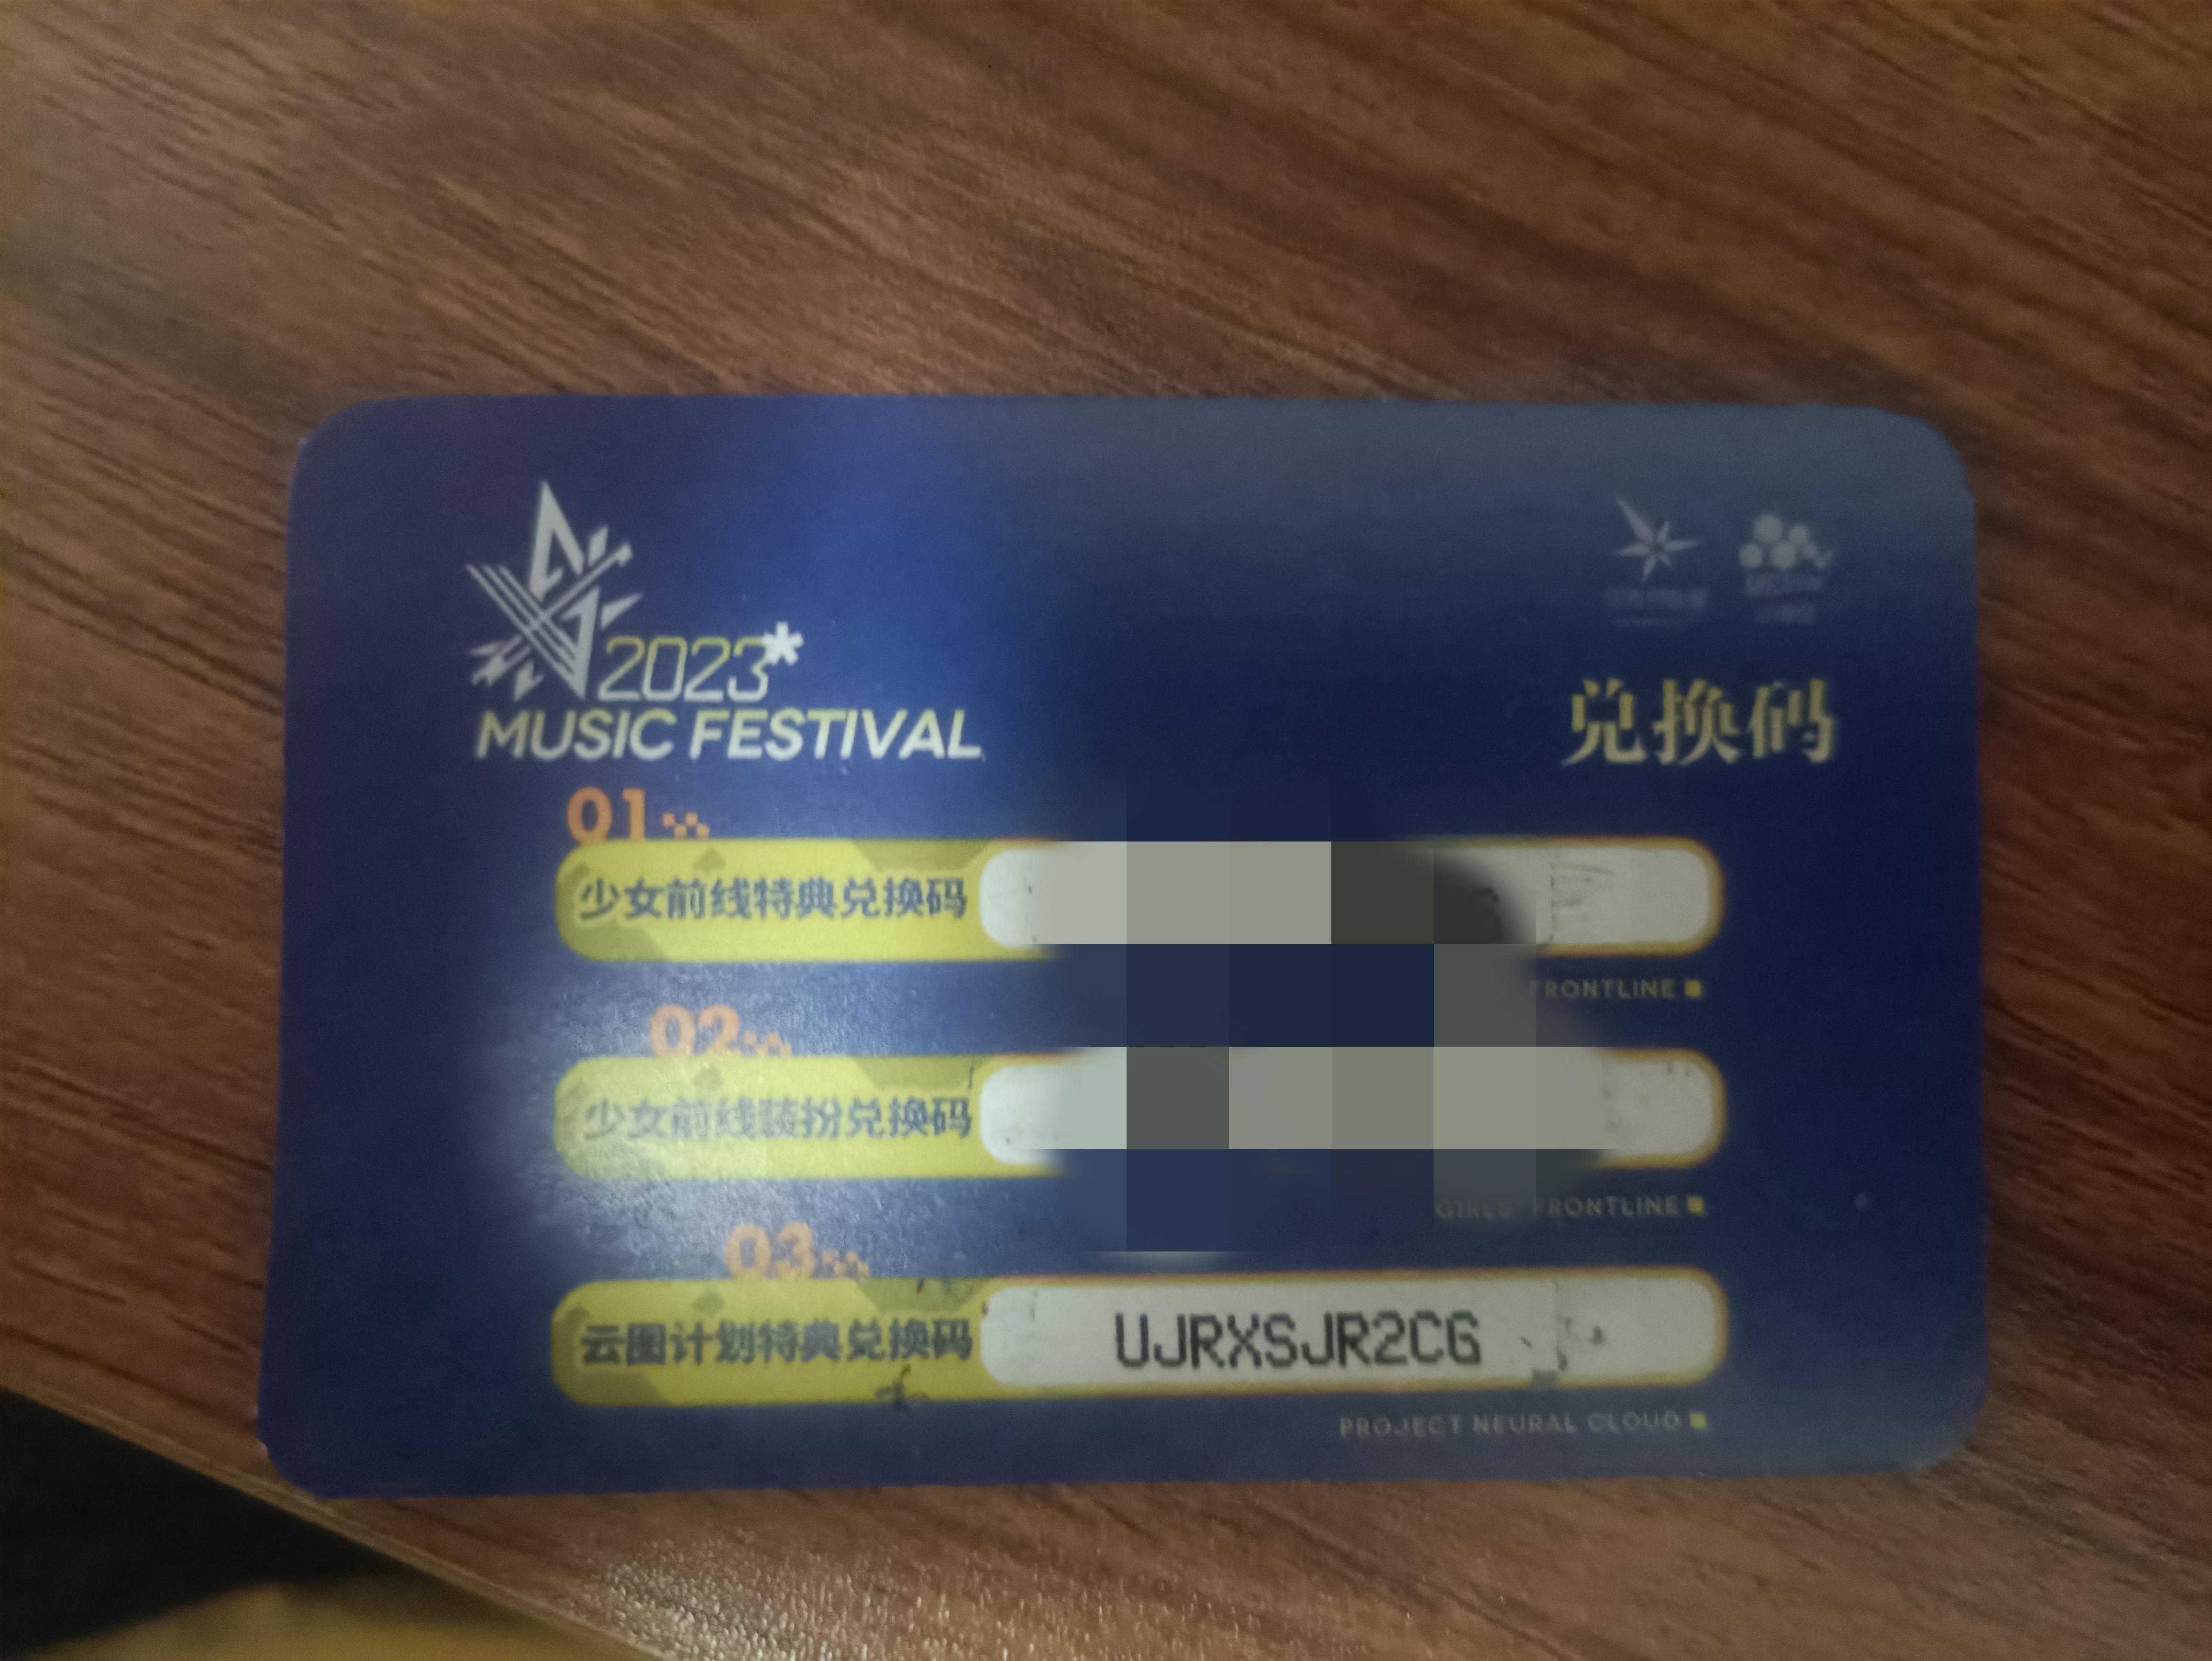 2023*
MUSIC FESTIVAL
兑换码
01
少女前线特典兑换码
FRONTLINE
02
少女前线装扮兑换码
GIRLS' FRONTLINE
03
云图计划特典兑换码
UJRXSJR2CG
PROJECT NEURAL CLOUD